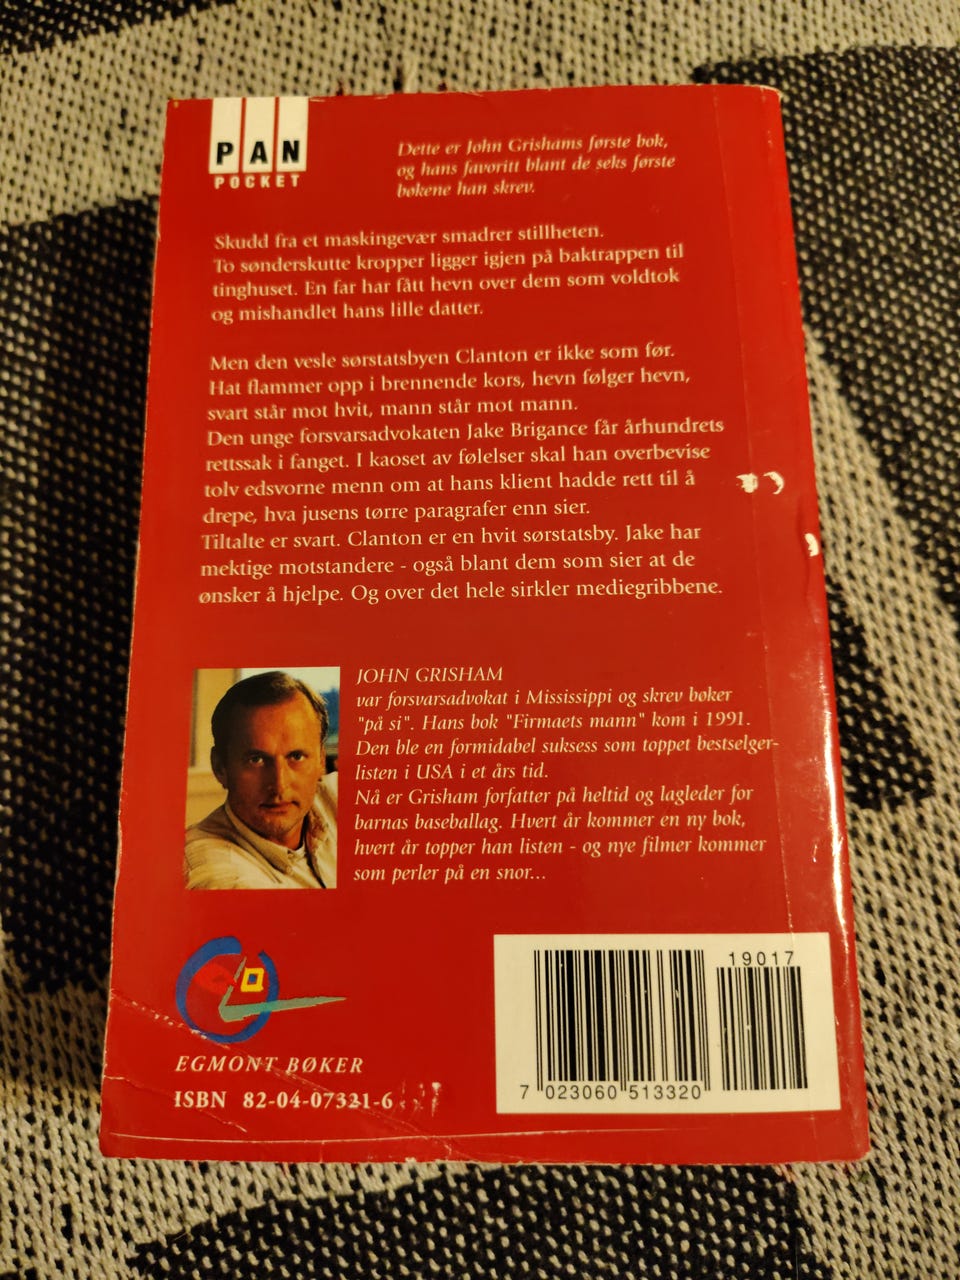 PAN
POCKET
Dette er John Grishams første bok,
og hans favoritt blant de seks første
bøkene han skrev.
Skudd fra et maskingevær smadrer stillheten.
To sønderskutte kropper ligger igjen på baktrappen til
tinghuset. En far har fått hevn over dem som voldtok
og mishandlet hans lille datter.
Men den vesle sørstatsbyen Clanton er ikke som før.
Hat flammer opp i brennende kors, hevn følger hevn,
svart står mot hvit, mann står mot mann.
Den unge forsvarsadvokaten Jake Brigance får århundrets
rettssak i fanget. I kaoset av følelser skal han overbevise
tolv edsvorne menn om at hans klient hadde rett til å
drepe, hva jusens tørre paragrafer enn sier.
Tiltalte er svart. Clanton er en hvit sørstatsby. Jake har
mektige motstandere - også blant dem som sier at de
ønsker å hjelpe. Og over det hele sirkler mediegribbene.
JOHN GRISHAM
var forsvarsadvokat i Mississippi og skrev bøker
"på si". Hans bok "Firmaets mann" kom i 1991.
Den ble en formidabel suksess som toppet bestselger-
listen i USA i et års tid.
Nå er Grisham forfatter på heltid og lagleder for
barnas baseballag. Hvert år kommer en ny bok,
hvert år topper han listen - og nye filmer kommer
som perler på en snor...
EGMONT BØKER
ISBN 82-04-07321-6
19017
7 023060 513320